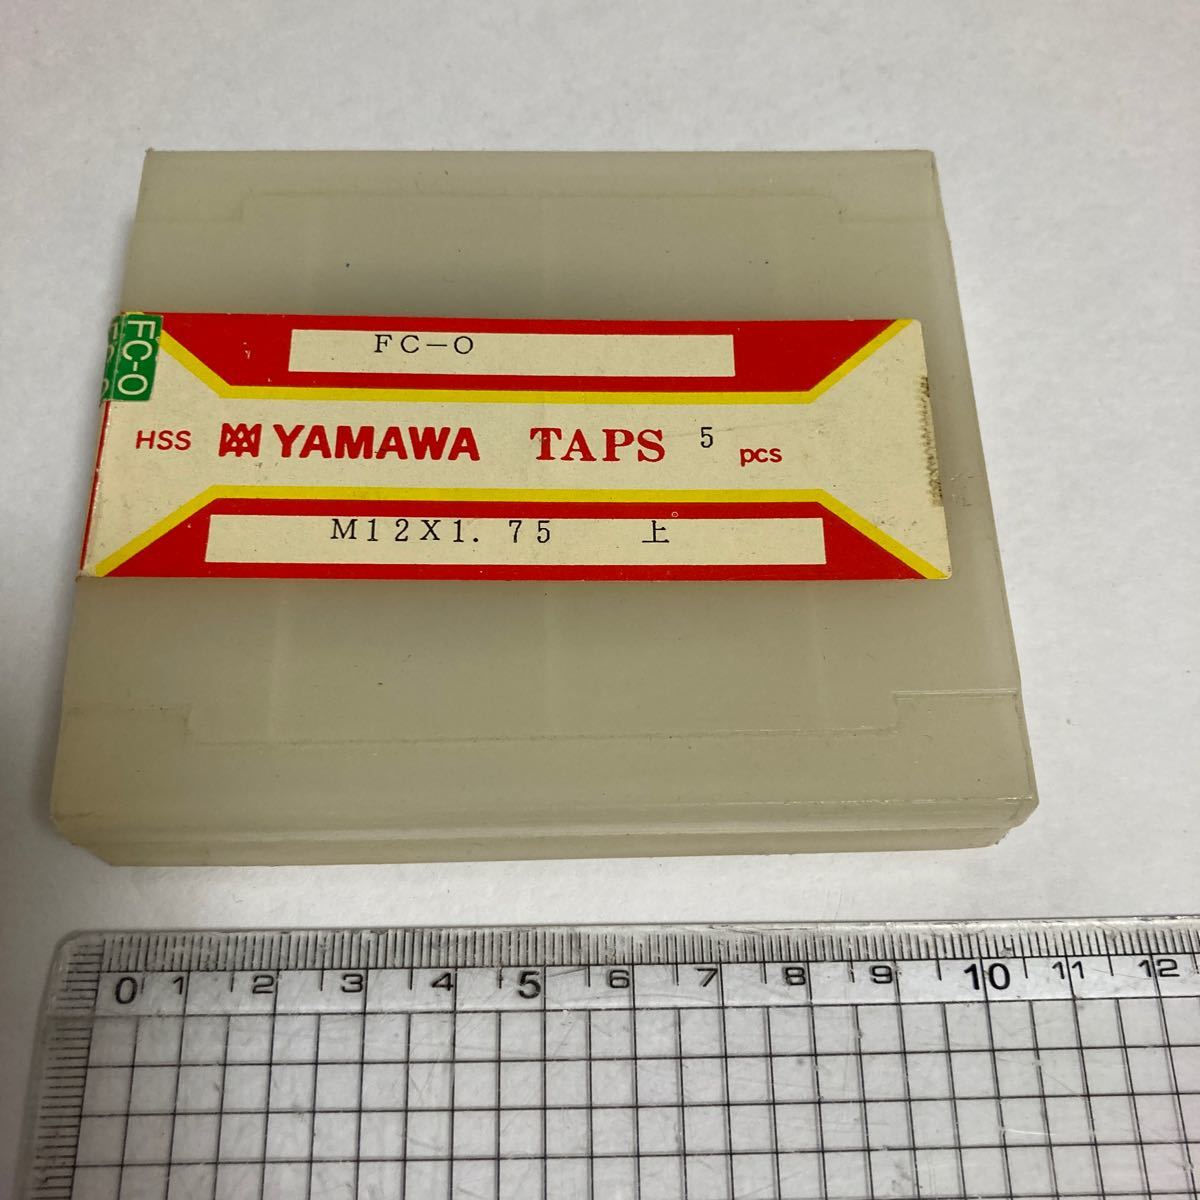 FC-O
FC-O
HSS YAMAWA TAPS 5 pcs
M12X1.75 上
0 1 2 3 4 5 6 7 8 9 10 11 12